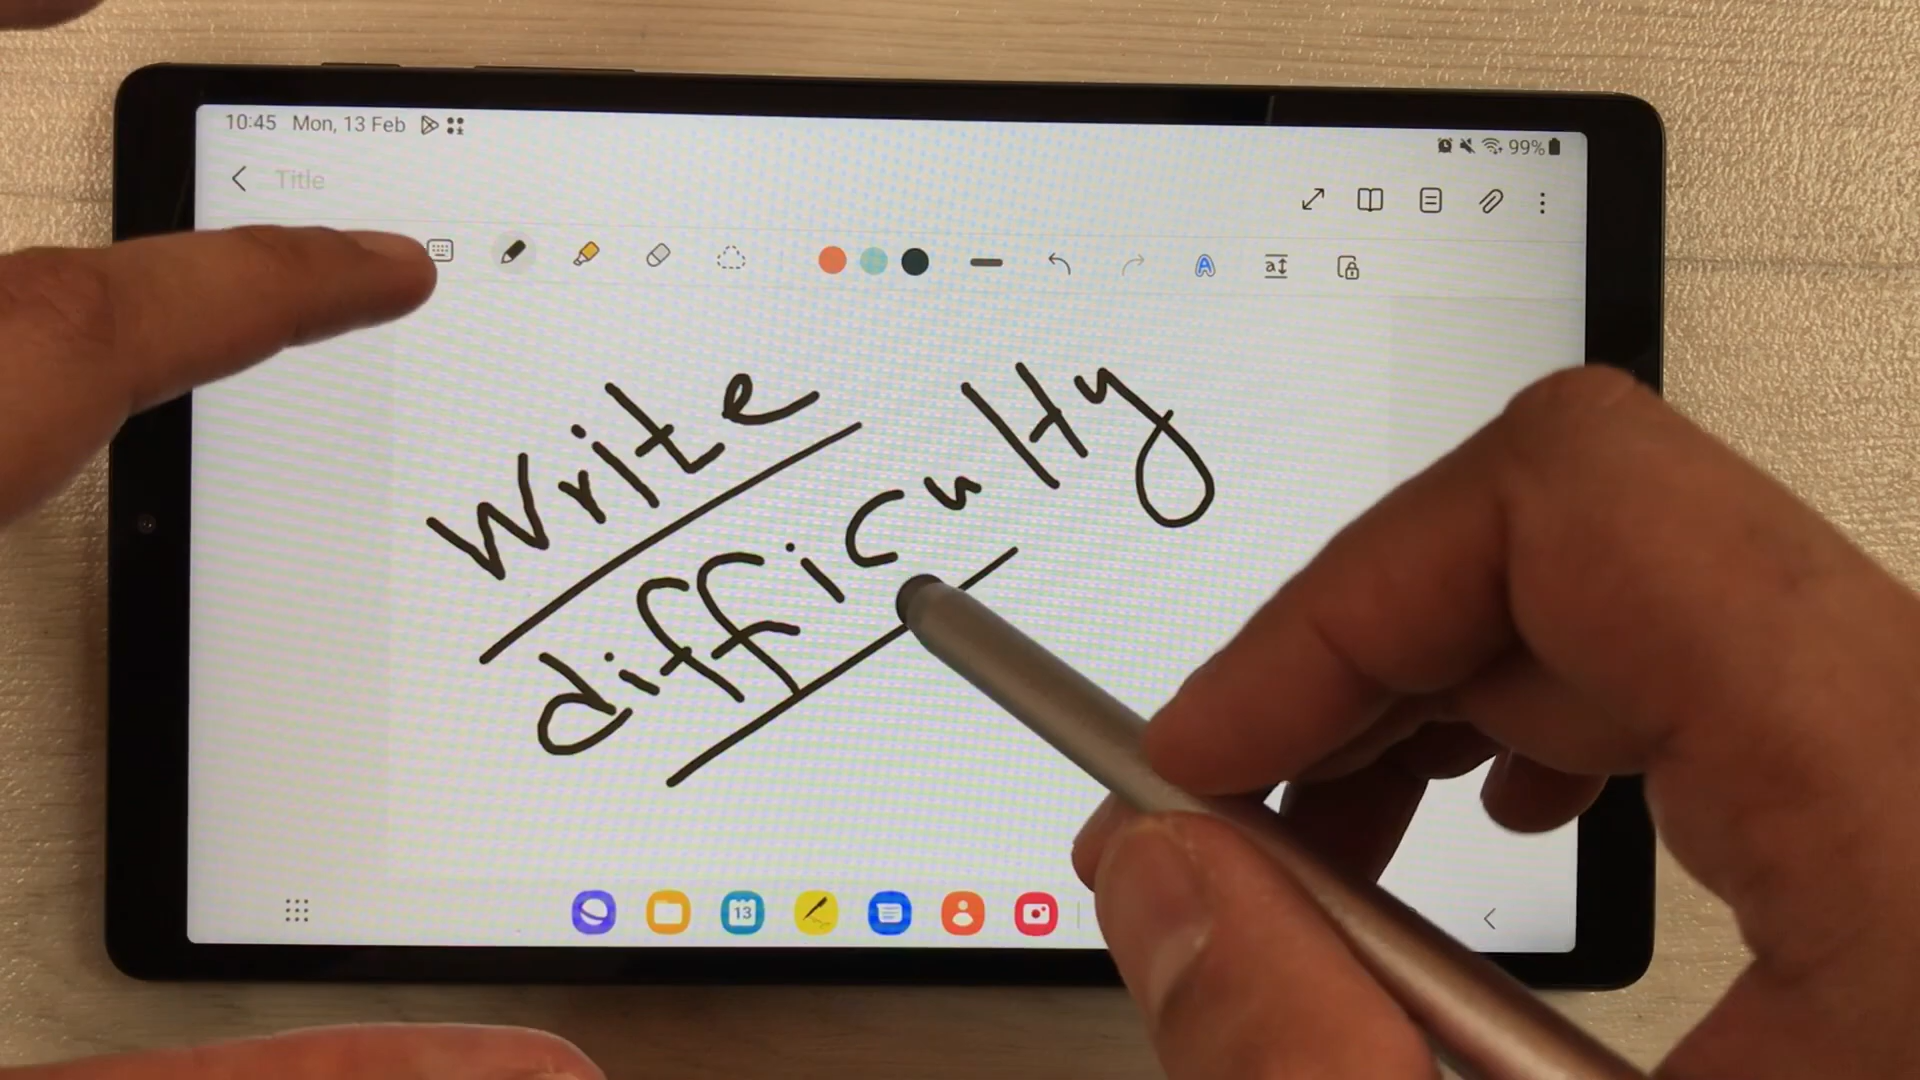 10:45 Mon, 13 Feb
99%
Title
A
a
Write
difficulty
13